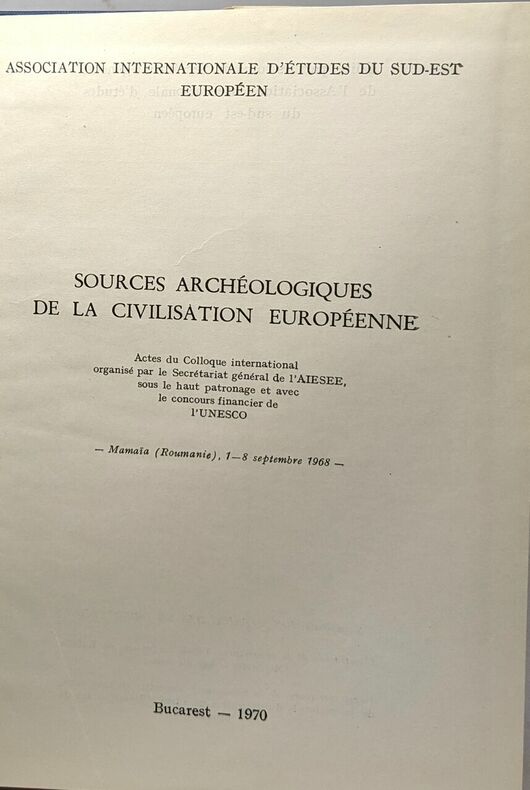 ASSOCIATION INTERNATIONALE D'ÉTUDES DU SUD-EST
EUROPÉEN
SOURCES ARCHÉOLOGIQUES
DE LA CIVILISATION EUROPÉENNE
Actes du Colloque international
organisé par le Secrétariat général de l'AIESEE,
sous le haut patronage et avec
le concours financier de
l'UNESCO
— Mamaïa (Roumanie), 1—8 septembre 1968 —
Bucarest — 1970